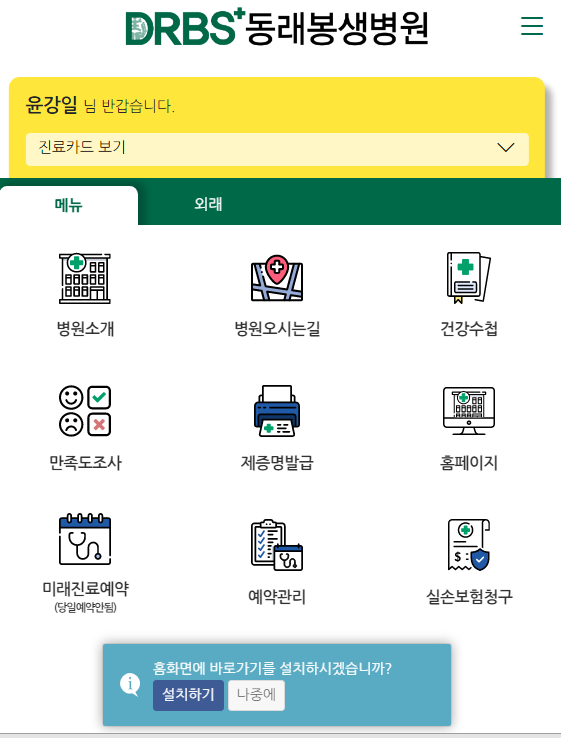 DRBS+동래봉생병원
윤강일 님 반갑습니다.
진료카드 보기
메뉴 외래
병원소개 병원오시는길 건강수첩
만족도조사 제증명발급 홈페이지
미래진료예약 예약관리 실손보험청구
(당일예약안됨)
홈화면에 바로가기를 설치하시겠습니까?
설치하기 나중에